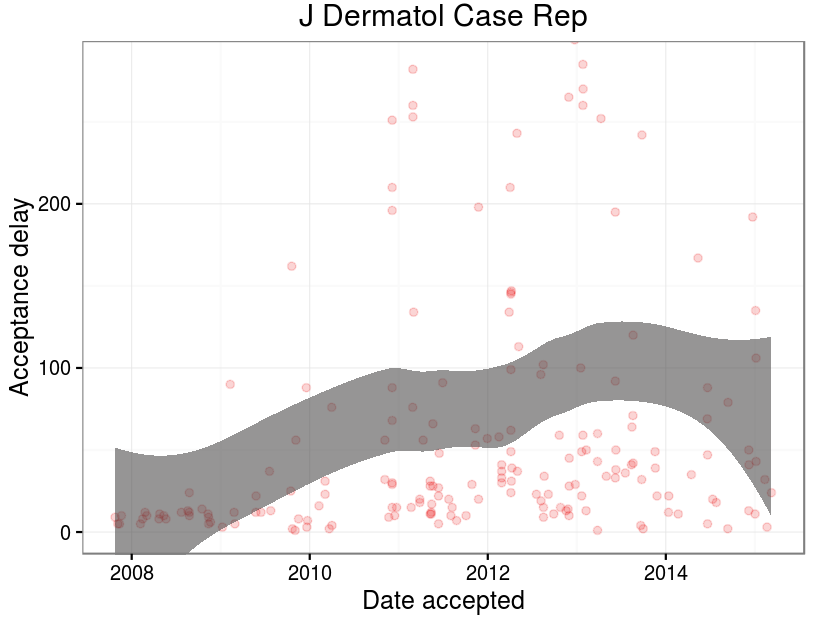 J Dermatol Case Rep
Acceptance delay
200
100
0
2008 2010 2012 2014
Date accepted